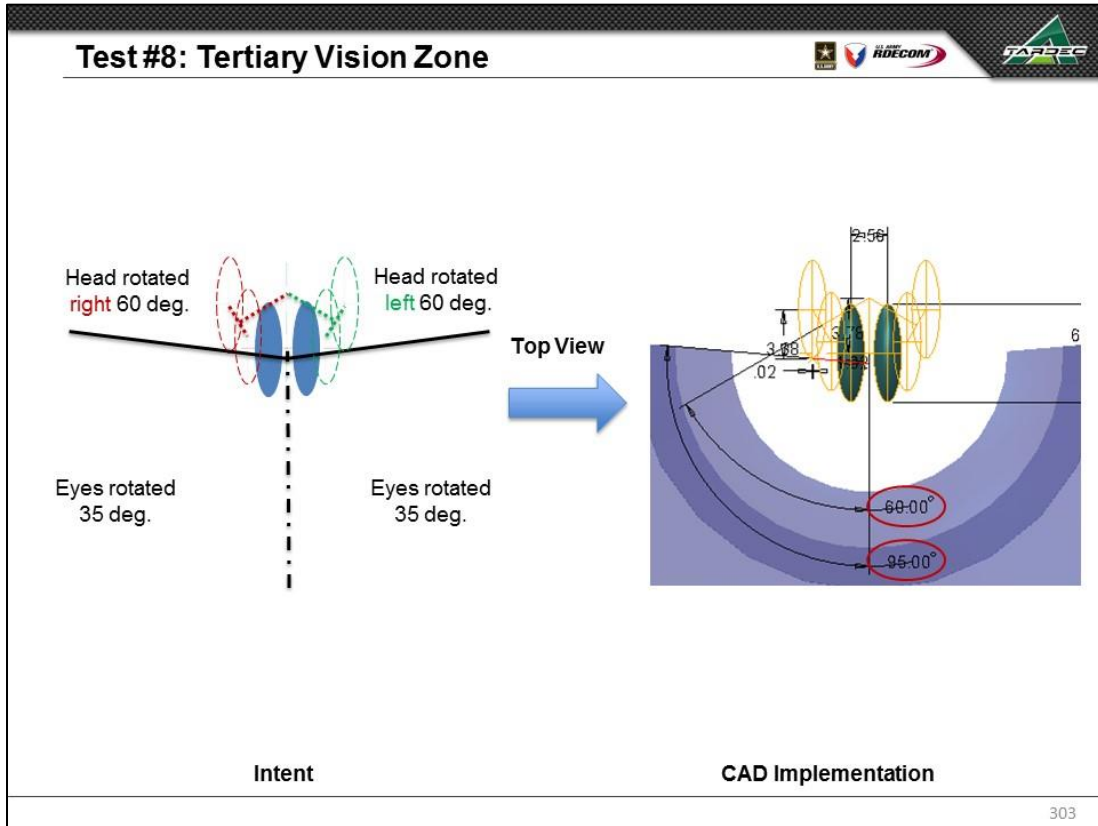 Test #8: Tertiary Vision Zone
U.S. ARMY
U.S. ARMY
RDECOM
TARDEC
Head rotated
right 60 deg.
Head rotated
left 60 deg.
Eyes rotated
35 deg.
Eyes rotated
35 deg.
Top View
2.56
3.68
.02
6
60.00°
95.00°
Intent
CAD Implementation
303